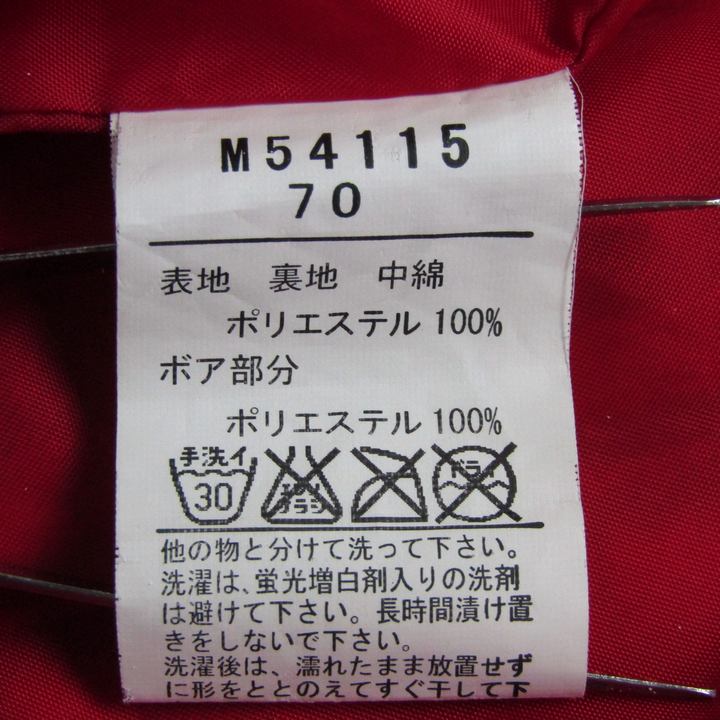 M54115
70
表地 裏地 中綿
ポリエステル 100%
ボア部分
ポリエステル 100%
手洗イ
30
エンソ
サラシ
ドライ
他の物と分けて洗って下さい。
洗濯は、蛍光増白剤入りの洗剤
は避けて下さい。長時間漬け置
きをしないで下さい。
洗濯後は、濡れたまま放置せず
に形をととのえてすぐ干して下